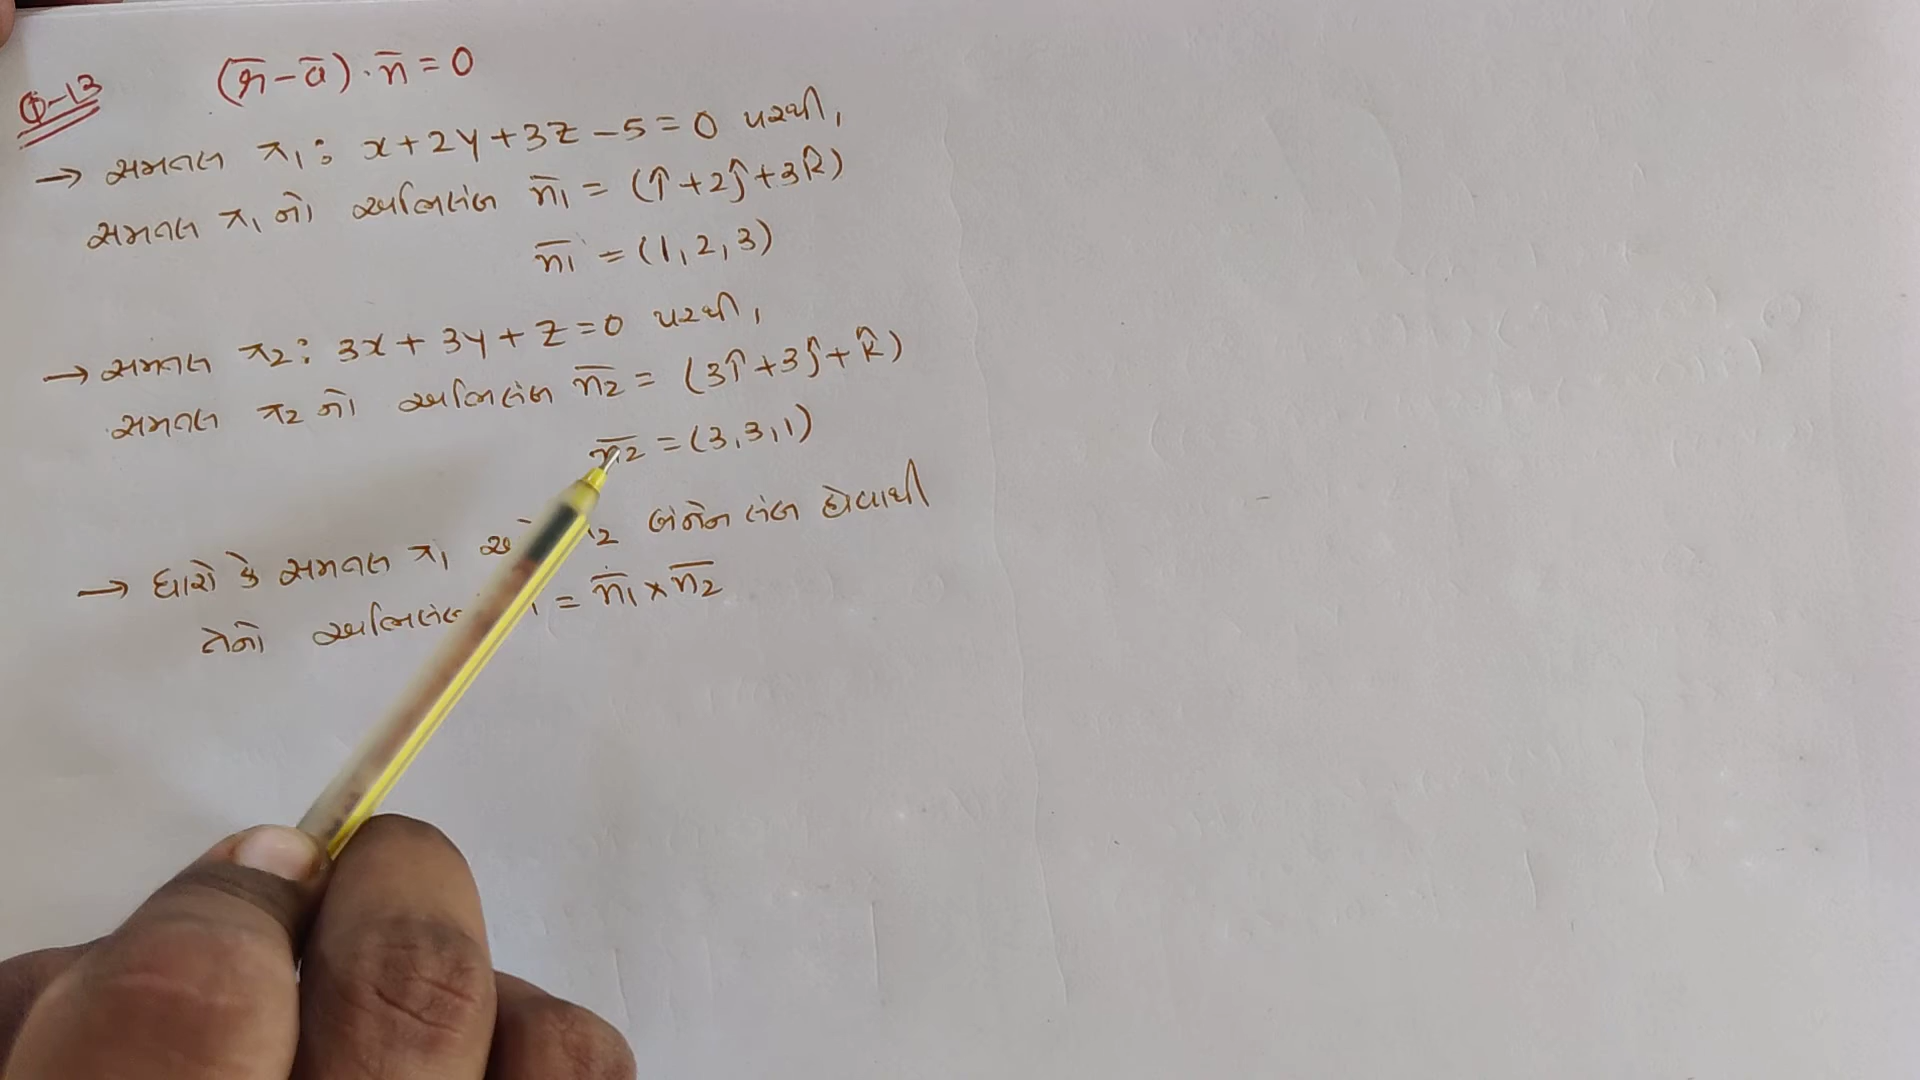 Q-13 (r̄ - ā) · n̄ = 0
→ સમતલ π₁: x + 2y + 3z - 5 = 0 પરથી,
સમતલ π₁ નો અભિલંબ n̄₁ = (î + 2ĵ + 3k̂)
n̄₁ = (1, 2, 3)
→ સમતલ π₂: 3x + 3y + z = 0 પરથી,
સમતલ π₂ નો અભિલંબ n̄₂ = (3î + 3ĵ + k̂)
n̄₂ = (3, 3, 1)
→ ધારો કે સમતલ π₁ બંનેને લંબ હોવાથી
તેનો અભિલંબ = n̄₁ × n̄₂